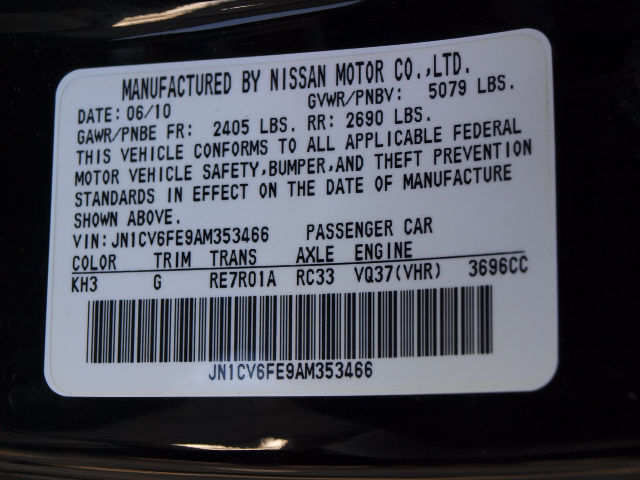 MANUFACTURED BY NISSAN MOTOR CO.,LTD.
DATE: 06/10 GVWR/PNBV: 5079 LBS.
GAWR/PNBE FR: 2405 LBS. RR: 2690 LBS.
THIS VEHICLE CONFORMS TO ALL APPLICABLE FEDERAL
MOTOR VEHICLE SAFETY,BUMPER,AND THEFT PREVENTION
STANDARDS IN EFFECT ON THE DATE OF MANUFACTURE
SHOWN ABOVE.
VIN:JN1CV6FE9AM353466 PASSENGER CAR
COLOR TRIM TRANS AXLE ENGINE
KH3 G RE7R01A RC33 VQ37(VHR) 3696CC
JN1CV6FE9AM353466